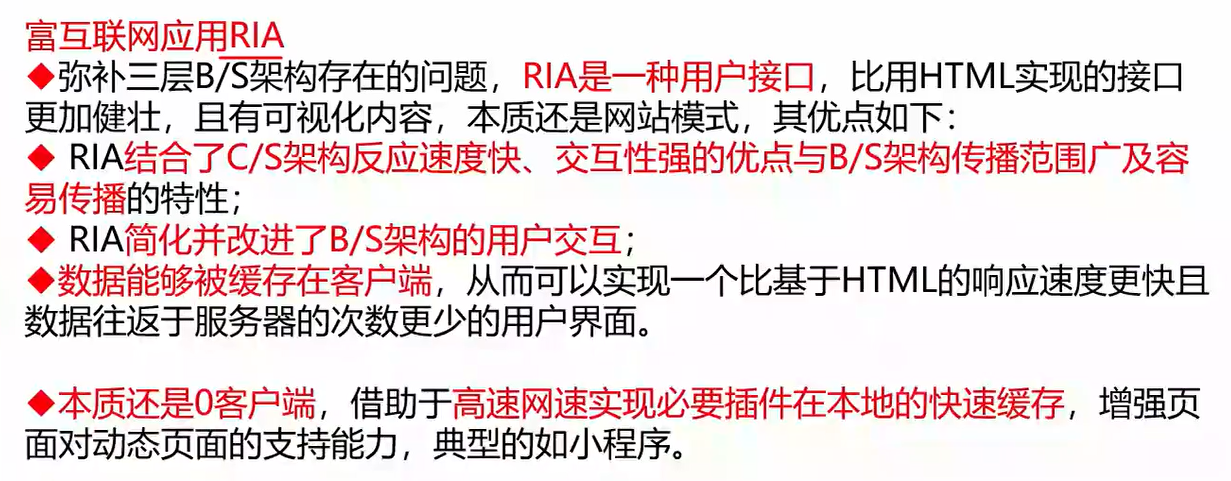 富互联网应用RIA
◆弥补三层B/S架构存在的问题，RIA是一种用户接口，比用HTML实现的接口
更加健壮，且有可视化内容，本质还是网站模式，其优点如下：
◆ RIA结合了C/S架构反应速度快、交互性强的优点与B/S架构传播范围广及容
易传播的特性；
◆ RIA简化并改进了B/S架构的用户交互；
◆数据能够被缓存在客户端，从而可以实现一个比基于HTML的响应速度更快且
数据往返于服务器的次数更少的用户界面。
◆本质还是0客户端，借助于高速网速实现必要插件在本地的快速缓存，增强页
面对动态页面的支持能力，典型的如小程序。